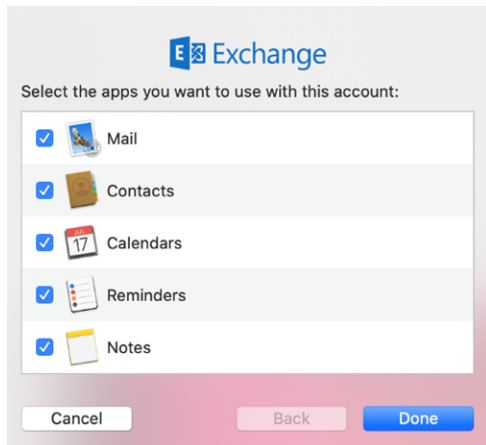 Exchange
Select the apps you want to use with this account:
Mail
Contacts
JUL
17
Calendars
Reminders
Notes
Cancel
Back
Done